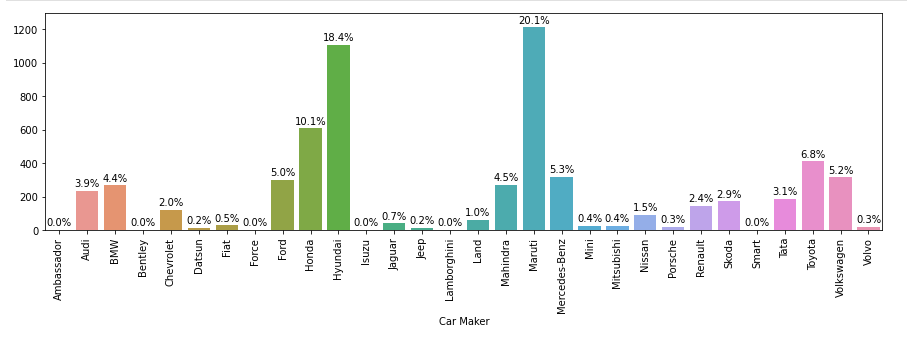 1200
1000
800
600
400
200
0
0.0%
3.9%
4.4%
0.0%
2.0%
0.2%
0.5%
0.0%
5.0%
10.1%
18.4%
0.0%
0.7%
0.2%
0.0%
1.0%
4.5%
20.1%
5.3%
0.4%
0.4%
1.5%
0.3%
2.4%
2.9%
0.0%
3.1%
6.8%
5.2%
0.3%
Ambassador
Audi
BMW
Bentley
Chevrolet
Datsun
Fiat
Force
Ford
Honda
Hyundai
Isuzu
Jaguar
Jeep
Lamborghini
Land
Mahindra
Maruti
Mercedes-Benz
Mini
Mitsubishi
Nissan
Porsche
Renault
Skoda
Smart
Tata
Toyota
Volkswagen
Volvo
Car Maker